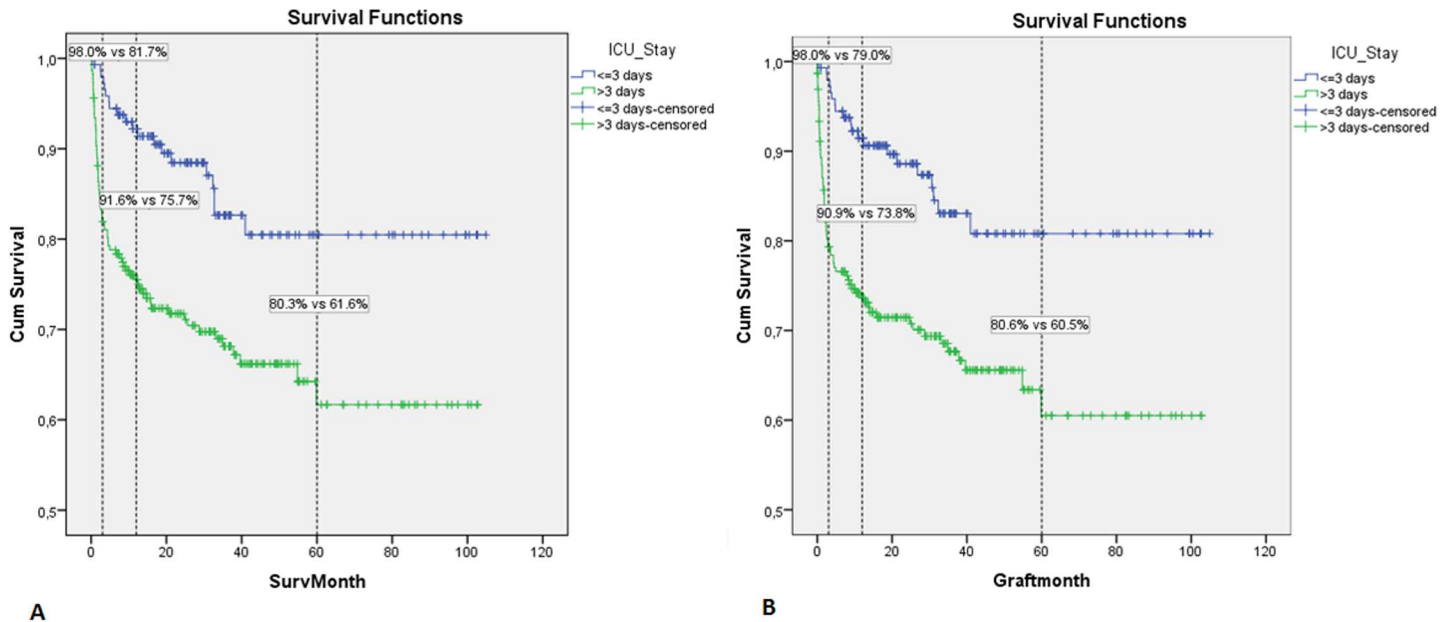 Survival Functions
98.0% vs 81.7%
91.6% vs 75.7%
80.3% vs 61.6%
1,0
0,9
0,8
0,7
0,6
0,5
Cum Survival
0 20 40 60 80 100 120
SurvMonth
ICU_Stay
<=3 days
>3 days
<=3 days-censored
>3 days-censored
A
Survival Functions
98.0% vs 79.0%
90.9% vs 73.8%
80.6% vs 60.5%
1,0
0,9
0,8
0,7
0,6
0,5
Cum Survival
0 20 40 60 80 100 120
Graftmonth
ICU_Stay
<=3 days
>3 days
<=3 days-censored
>3 days-censored
B